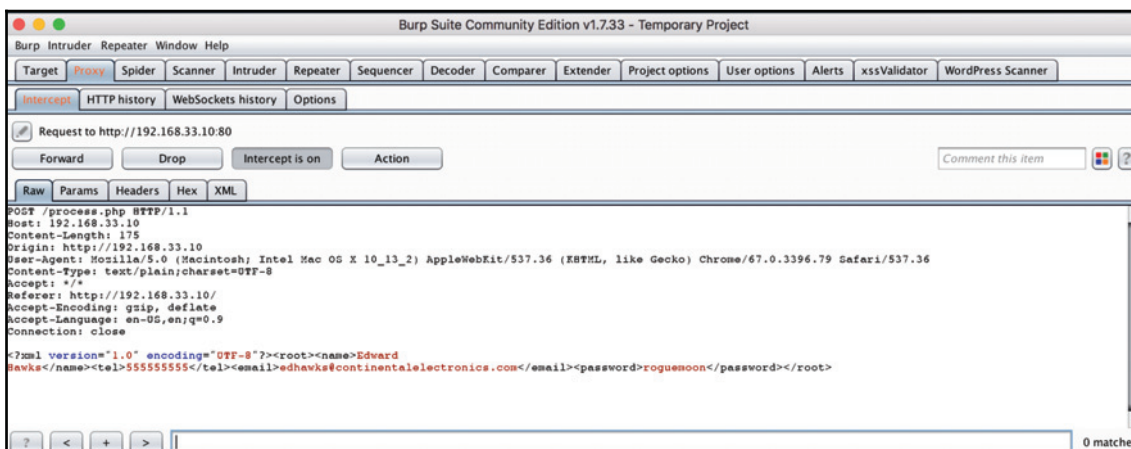 Burp Suite Community Edition v1.7.33 - Temporary Project
Burp Intruder Repeater Window Help
Target Proxy Spider Scanner Intruder Repeater Sequencer Decoder Comparer Extender Project options User options Alerts xssValidator WordPress Scanner
Intercept HTTP history WebSockets history Options
Request to http://192.168.33.10:80
Forward Drop Intercept is on Action Comment this item ?
Raw Params Headers Hex XML
POST /process.php HTTP/1.1
Host: 192.168.33.10
Content-Length: 175
Origin: http://192.168.33.10
User-Agent: Mozilla/5.0 (Macintosh; Intel Mac OS X 10_13_2) AppleWebKit/537.36 (KHTML, like Gecko) Chrome/67.0.3396.79 Safari/537.36
Content-Type: text/plain;charset=UTF-8
Accept: */*
Referer: http://192.168.33.10/
Accept-Encoding: gzip, deflate
Accept-Language: en-US,en;q=0.9
Connection: close
<?xml version="1.0" encoding="UTF-8"?><root><name>Edward
Hawks</name><tel>555555555</tel><email>edhawks@continentalelectronics.com</email><password>roguemoon</password></root>
? < + > 0 matche